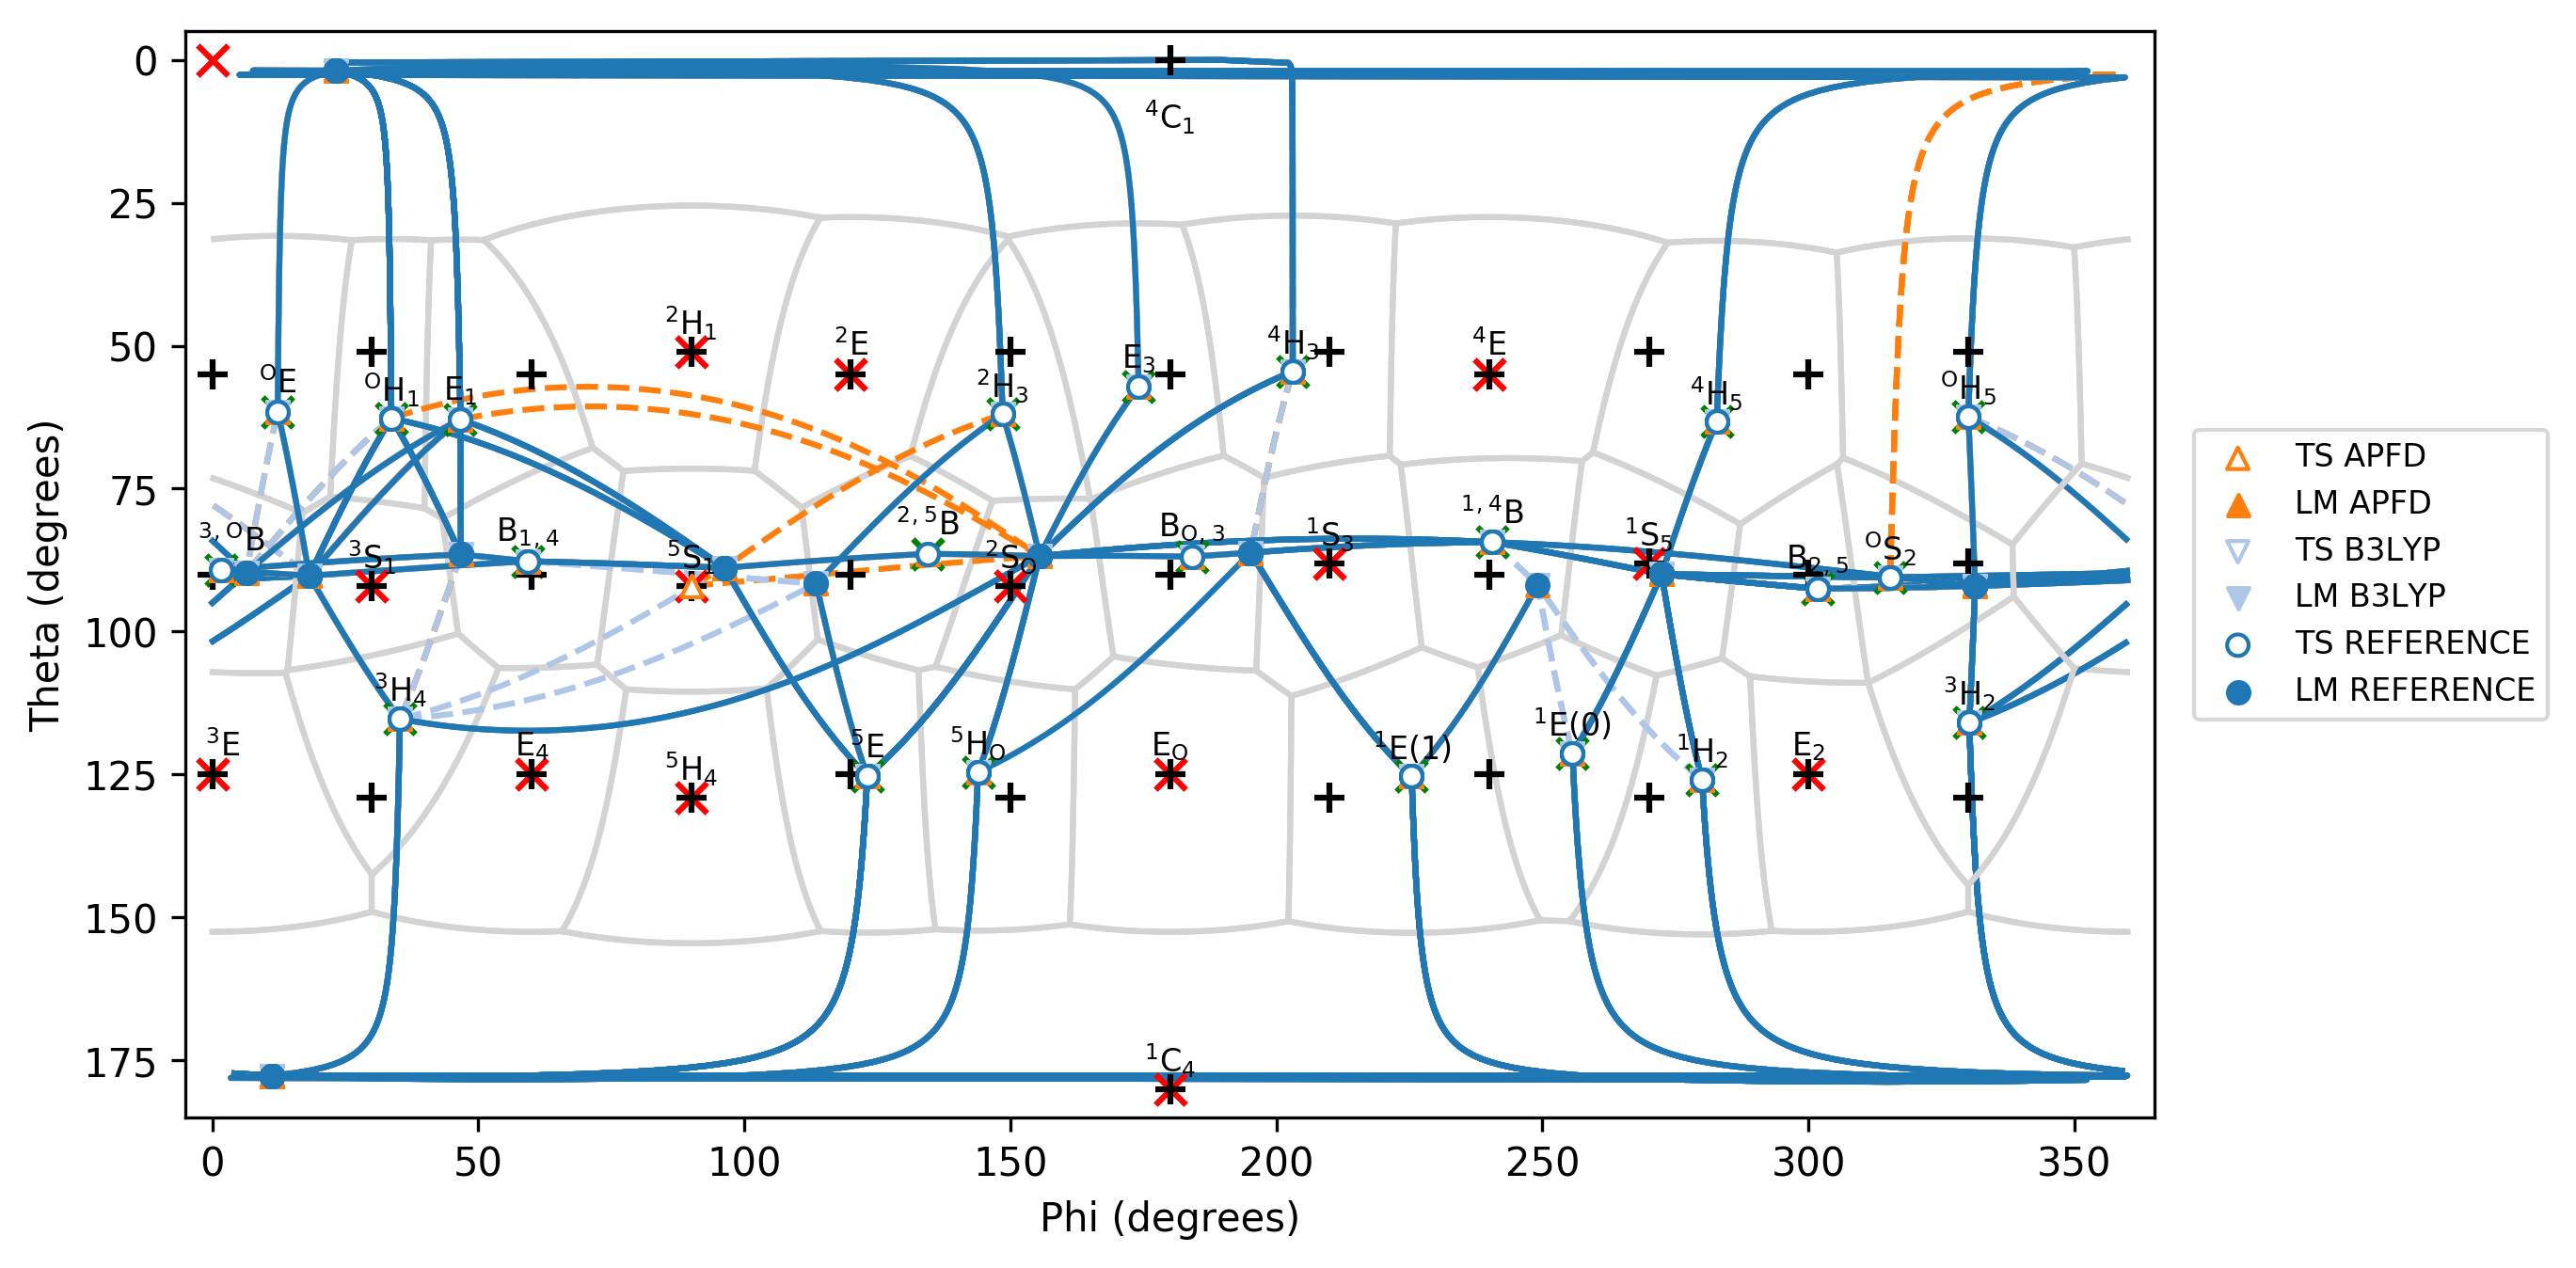 0
25
50
75
100
125
150
175
Theta (degrees)
0
50
100
150
200
250
300
350
Phi (degrees)
⁴C₁
²H₁
²E
E₃
⁴H₃
⁴E
ᴼE
ᴼH₁
E₁
²H₃
⁴H₅
ᴼH₅
³,ᴼB
³S₁
B₁,₄
⁵S₁
²,⁵B
²Sₒ
Bₒ,₃
¹S₃
¹,⁴B
¹S₅
B₂,₅
ᴼS₂
³H₄
³H₂
³E
E₄
⁵H₄
⁵E
⁵Hₒ
Eₒ
¹E(1)
¹E(0)
¹H₂
E₂
¹C₄
TS APFD
LM APFD
TS B3LYP
LM B3LYP
TS REFERENCE
LM REFERENCE